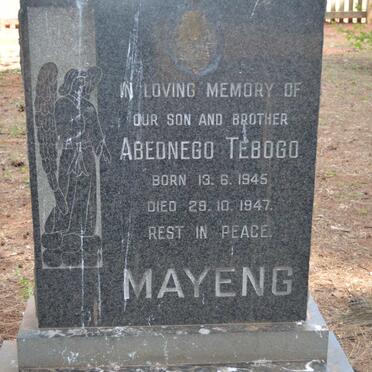 IN LOVING MEMORY OF
OUR SON AND BROTHER
ABEDNEGO TEBOGO
BORN 13. 6. 1945
DIED 29. 10. 1947.
REST IN PEACE.
MAYENG